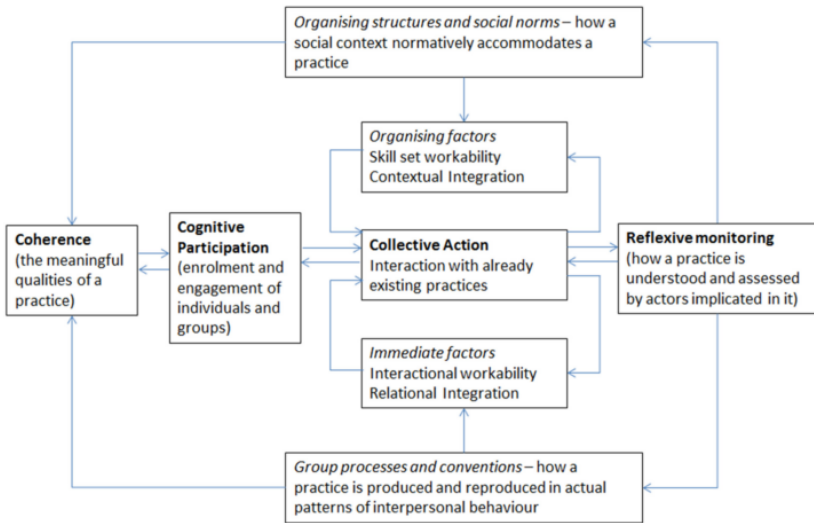 Organising structures and social norms – how a
social context normatively accommodates a
practice
Organising factors
Skill set workability
Contextual Integration
Coherence
(the meaningful
qualities of a
practice)
Cognitive
Participation
(enrolment and
engagement of
individuals and
groups)
Collective Action
Interaction with already
existing practices
Reflexive monitoring
(how a practice is
understood and assessed
by actors implicated in it)
Immediate factors
Interactional workability
Relational Integration
Group processes and conventions – how a
practice is produced and reproduced in actual
patterns of interpersonal behaviour